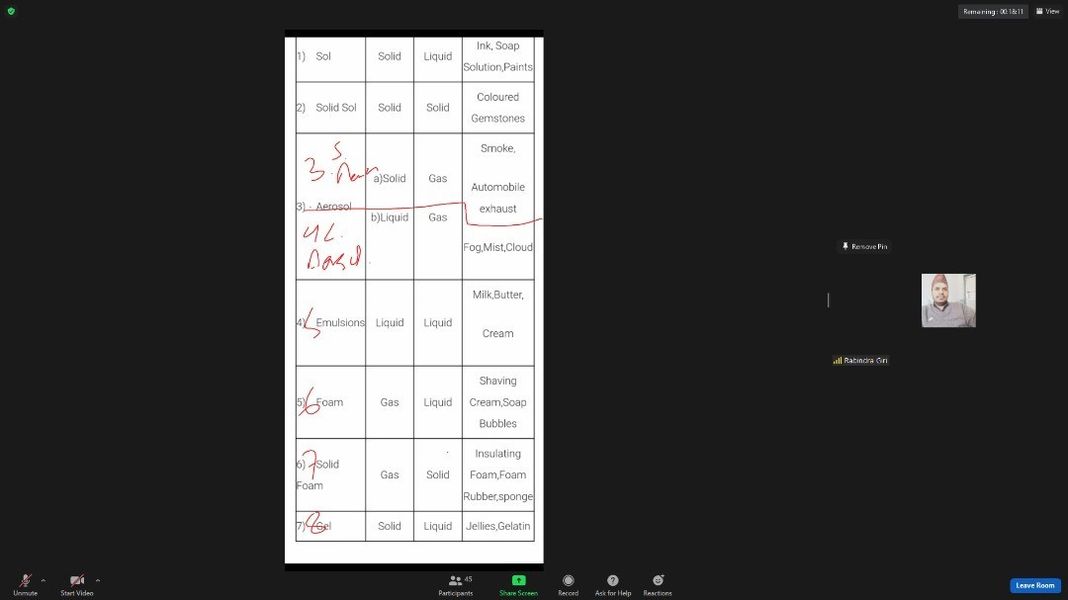 Remaining : 00:18:11
View
1) Sol Solid Liquid Ink, Soap
Solution,Paints
2) Solid Sol Solid Solid Coloured
Gemstones
3 S.
Smoke,
a)Solid Gas
Automobile
3) Aerosol
exhaust
b)Liquid Gas
4 L.
Fog,Mist,Cloud
4) 5 Emulsions Liquid Liquid Milk,Butter,
Cream
5) 6 Foam Gas Liquid Shaving
Cream,Soap
Bubbles
6) 7 Solid
Foam Gas Solid Insulating
Foam,Foam
Rubber,sponge
7) 8 Gel Solid Liquid Jellies,Gelatin
Remove Pin
Rabindra Giri
Unmute
Start Video
Participants 45
Share Screen
Record
Ask for Help
Reactions
Leave Room